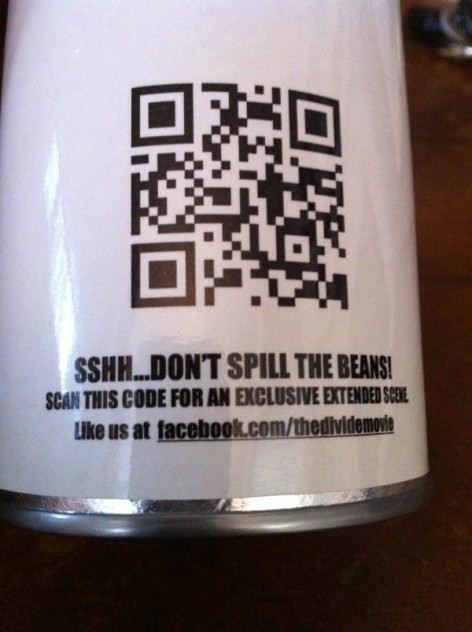 SSHH...DON'T SPILL THE BEANS!
SCAN THIS CODE FOR AN EXCLUSIVE EXTENDED SCENE.
Like us at facebook.com/thedividemovie